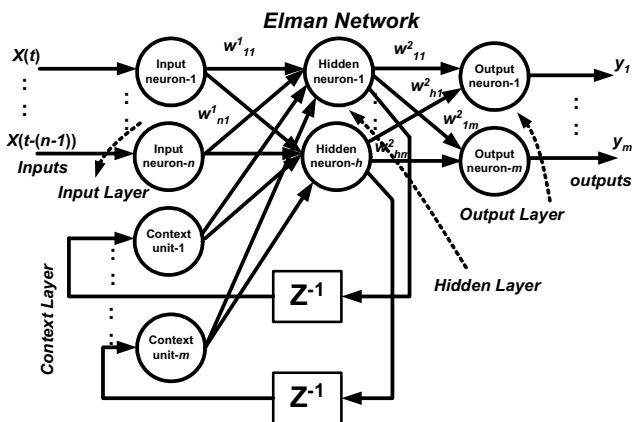 Elman Network
X(t)
Input
neuron-1
w¹₁₁
Hidden
neuron-1
w²₁₁
Output
neuron-1
y₁
w¹ₙ₁
w²ₕ₁
w²₁ₘ
X(t-(n-1))
Inputs
Input
neuron-n
Hidden
neuron-h
w²ₕₘ
Output
neuron-m
yₘ
outputs
Input Layer
Output Layer
Context
unit-1
Context Layer
Z⁻¹
Hidden Layer
Context
unit-m
Z⁻¹